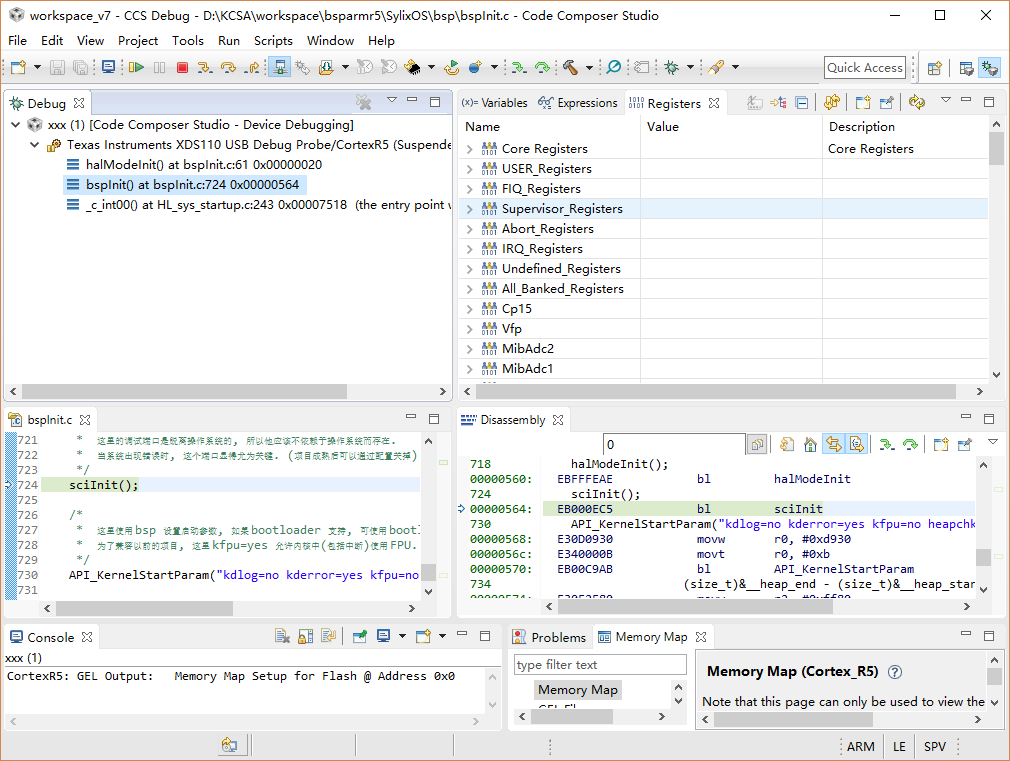 workspace_v7 - CCS Debug - D:\KCSA\workspace\bsparmr5\SylixOS\bsp\bspInit.c - Code Composer Studio
File Edit View Project Tools Run Scripts Window Help
Quick Access
Debug
xxx (1) [Code Composer Studio - Device Debugging]
Texas Instruments XDS110 USB Debug Probe/CortexR5 (Suspende
halModeInit() at bspInit.c:61 0x00000020
bspInit() at bspInit.c:724 0x00000564
_c_int00() at HL_sys_startup.c:243 0x00007518 (the entry point w
(x)= Variables Expressions Registers
Name Value Description
Core Registers Core Registers
USER_Registers
FIQ_Registers
Supervisor_Registers
Abort_Registers
IRQ_Registers
Undefined_Registers
All_Banked_Registers
Cp15
Vfp
MibAdc2
MibAdc1
bspInit.c
721 * 这里的调试端口是脱离操作系统的, 所以他应该不依赖于操作系统而存在.
722 * 当系统出现错误时, 这个端口显得尤为关键. (项目成熟后可以通过配置关掉)
723 */
724 sciInit();
725
726 /*
727 * 这里使用bsp 设置启动参数, 如果bootloader 支持, 可使用bootl
728 * 为了兼容以前的项目, 这里 kfpu=yes 允许内核中(包括中断)使用 FPU.
729 */
730 API_KernelStartParam("kdlog=no kderror=yes kfpu=no
731
Disassembly
0
718 halModeInit();
00000560: EBFFFEAE bl halModeInit
724 sciInit();
00000564: EB000EC5 bl sciInit
730 API_KernelStartParam("kdlog=no kderror=yes kfpu=no heapchk
00000568: E30D0930 movw r0, #0xd930
0000056c: E340000B movt r0, #0xb
00000570: EB00C9AB bl API_KernelStartParam
734 (size_t)&__heap_end - (size_t)&__heap_star
Console
xxx (1)
CortexR5: GEL Output: Memory Map Setup for Flash @ Address 0x0
Problems Memory Map
type filter text
Memory Map
Memory Map (Cortex_R5)
Note that this page can only be used to view the
ARM LE SPV